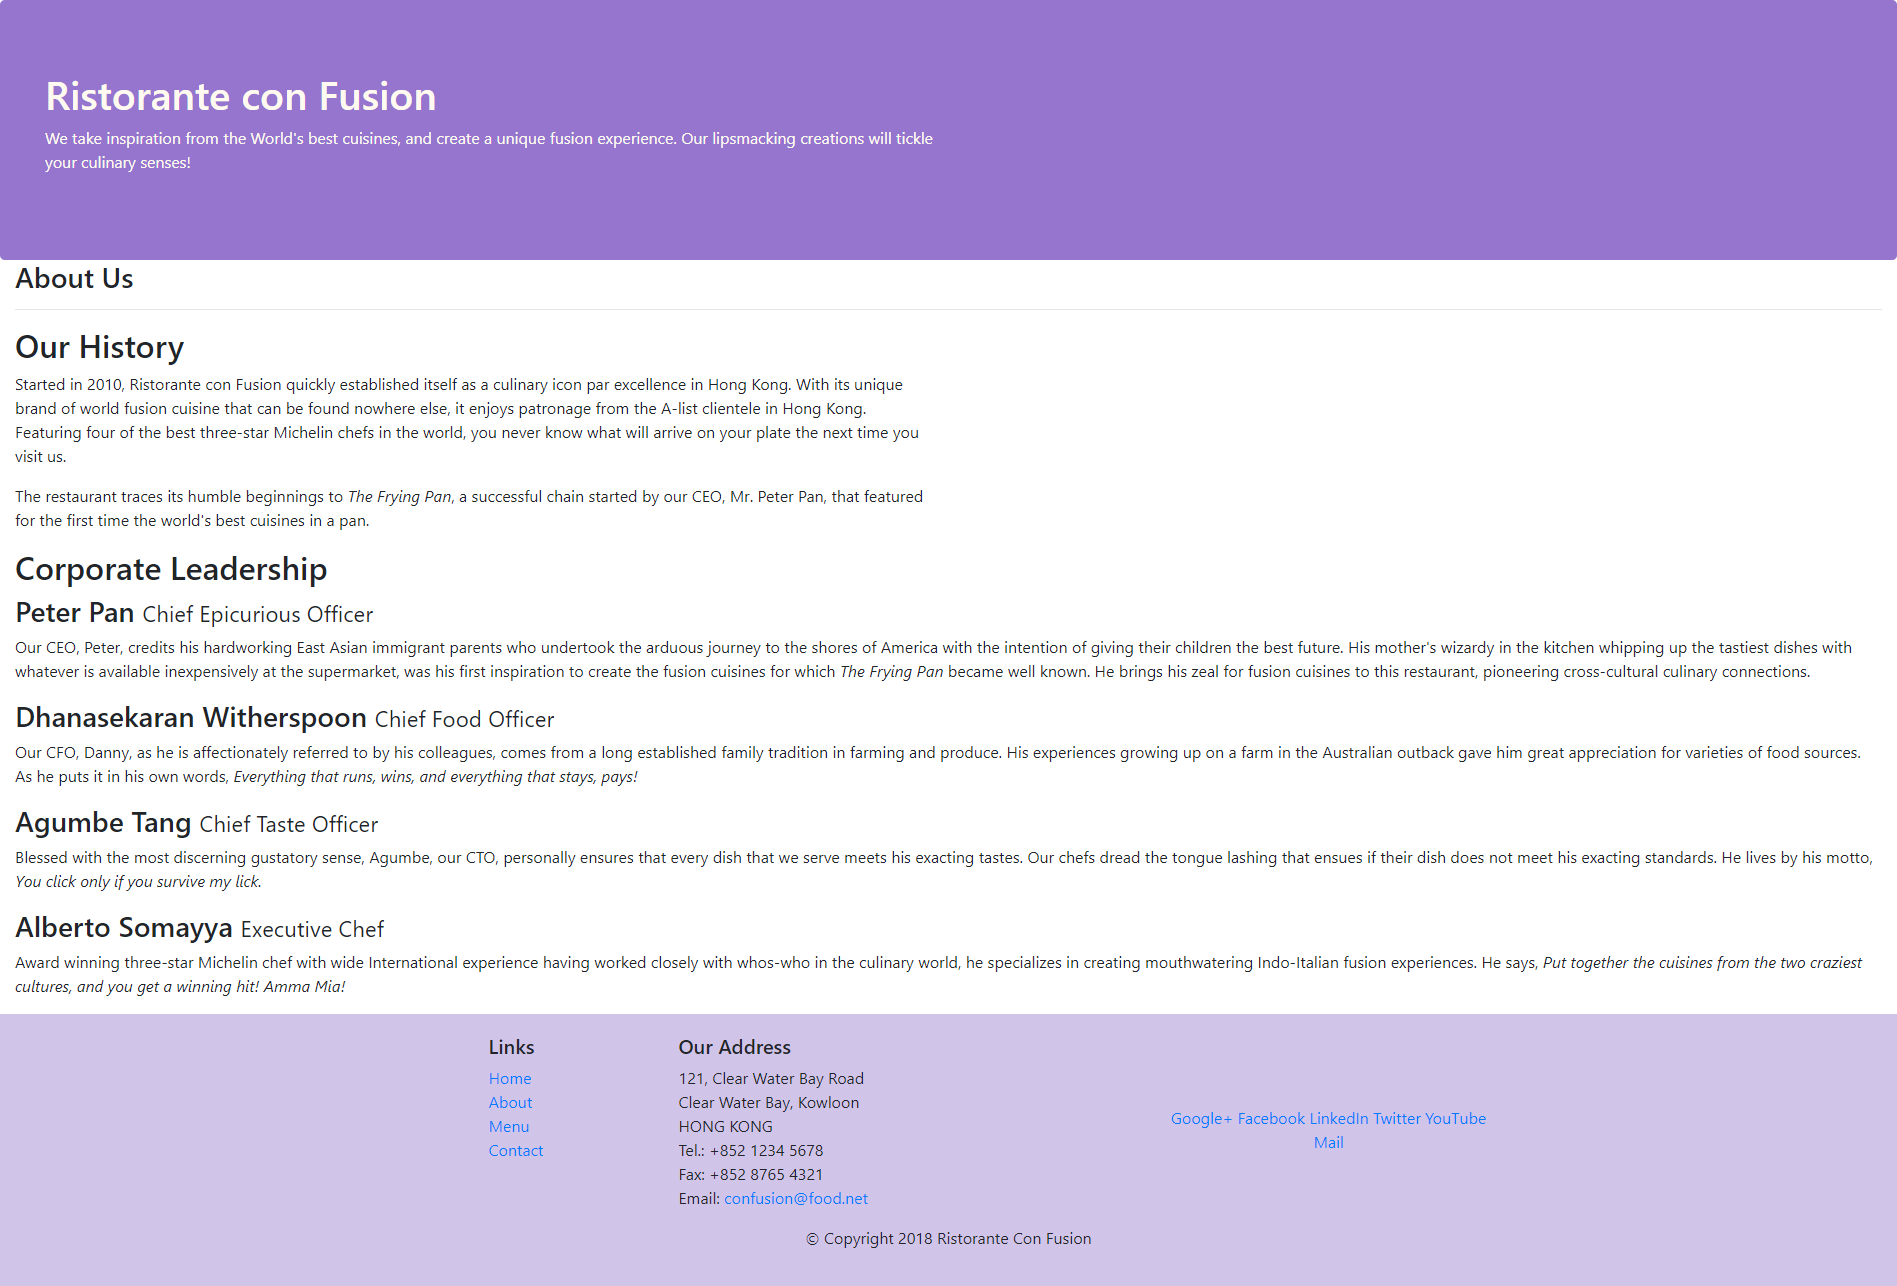 Ristorante con Fusion
We take inspiration from the World's best cuisines, and create a unique fusion experience. Our lipsmacking creations will tickle
your culinary senses!
About Us
Our History
Started in 2010, Ristorante con Fusion quickly established itself as a culinary icon par excellence in Hong Kong. With its unique
brand of world fusion cuisine that can be found nowhere else, it enjoys patronage from the A-list clientele in Hong Kong.
Featuring four of the best three-star Michelin chefs in the world, you never know what will arrive on your plate the next time you
visit us.
The restaurant traces its humble beginnings to The Frying Pan, a successful chain started by our CEO, Mr. Peter Pan, that featured
for the first time the world's best cuisines in a pan.
Corporate Leadership
Peter Pan Chief Epicurious Officer
Our CEO, Peter, credits his hardworking East Asian immigrant parents who undertook the arduous journey to the shores of America with the intention of giving their children the best future. His mother's wizardy in the kitchen whipping up the tastiest dishes with
whatever is available inexpensively at the supermarket, was his first inspiration to create the fusion cuisines for which The Frying Pan became well known. He brings his zeal for fusion cuisines to this restaurant, pioneering cross-cultural culinary connections.
Dhanasekaran Witherspoon Chief Food Officer
Our CFO, Danny, as he is affectionately referred to by his colleagues, comes from a long established family tradition in farming and produce. His experiences growing up on a farm in the Australian outback gave him great appreciation for varieties of food sources.
As he puts it in his own words, Everything that runs, wins, and everything that stays, pays!
Agumbe Tang Chief Taste Officer
Blessed with the most discerning gustatory sense, Agumbe, our CTO, personally ensures that every dish that we serve meets his exacting tastes. Our chefs dread the tongue lashing that ensues if their dish does not meet his exacting standards. He lives by his motto,
You click only if you survive my lick.
Alberto Somayya Executive Chef
Award winning three-star Michelin chef with wide International experience having worked closely with whos-who in the culinary world, he specializes in creating mouthwatering Indo-Italian fusion experiences. He says, Put together the cuisines from the two craziest
cultures, and you get a winning hit! Amma Mia!
Links
Home
About
Menu
Contact
Our Address
121, Clear Water Bay Road
Clear Water Bay, Kowloon
HONG KONG
Tel.: +852 1234 5678
Fax: +852 8765 4321
Email: confusion@food.net
Google+ Facebook LinkedIn Twitter YouTube
Mail
© Copyright 2018 Ristorante Con Fusion